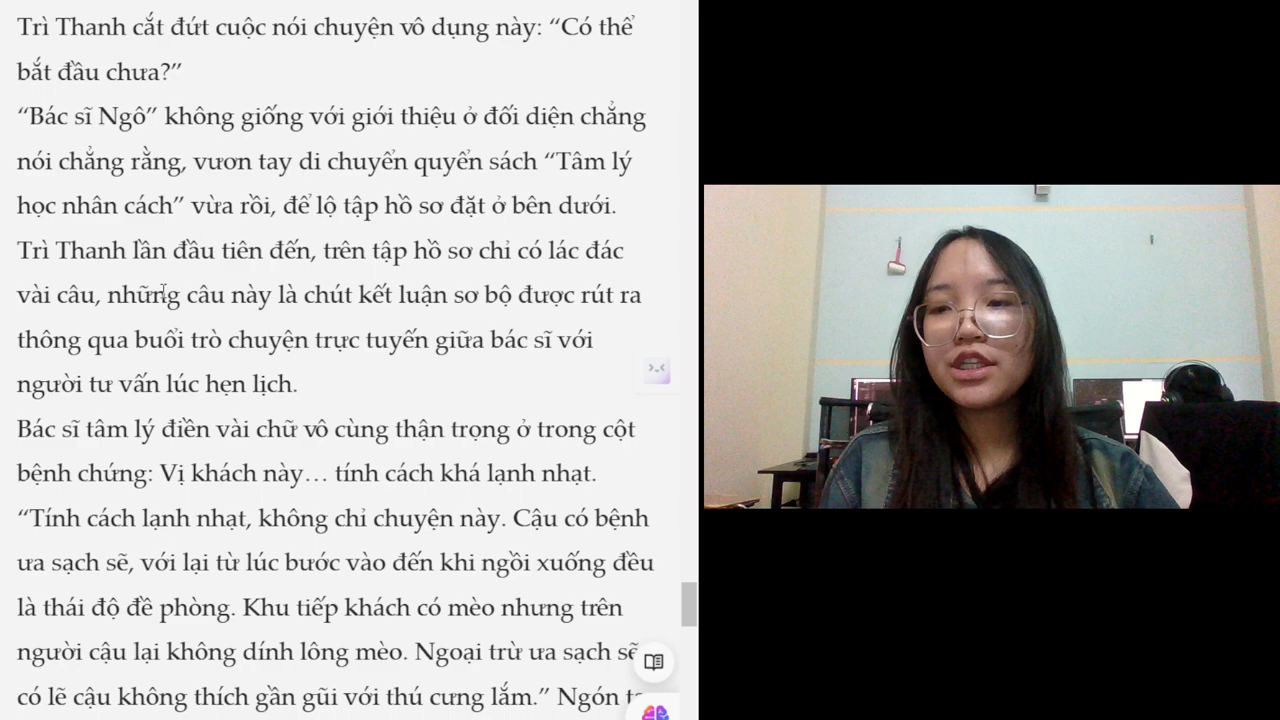 Trì Thanh cắt đứt cuộc nói chuyện vô dụng này: “Có thể
bắt đầu chưa?”
“Bác sĩ Ngô” không giống với giới thiệu ở đối diện chẳng
nói chẳng rằng, vươn tay di chuyển quyển sách “Tâm lý
học nhân cách” vừa rồi, để lộ tập hồ sơ đặt ở bên dưới.
Trì Thanh lần đầu tiên đến, trên tập hồ sơ chỉ có lác đác
vài câu, những câu này là chút kết luận sơ bộ được rút ra
thông qua buổi trò chuyện trực tuyến giữa bác sĩ với
người tư vấn lúc hẹn lịch.
Bác sĩ tâm lý điền vài chữ vô cùng thận trọng ở trong cột
bệnh chứng: Vị khách này… tính cách khá lạnh nhạt.
“Tính cách lạnh nhạt, không chỉ chuyện này. Cậu có bệnh
ưa sạch sẽ, với lại từ lúc bước vào đến khi ngồi xuống đều
là thái độ đề phòng. Khu tiếp khách có mèo nhưng trên
người cậu lại không dính lông mèo. Ngoại trừ ưa sạch sẽ
có lẽ cậu không thích gần gũi với thú cưng lắm.” Ngón